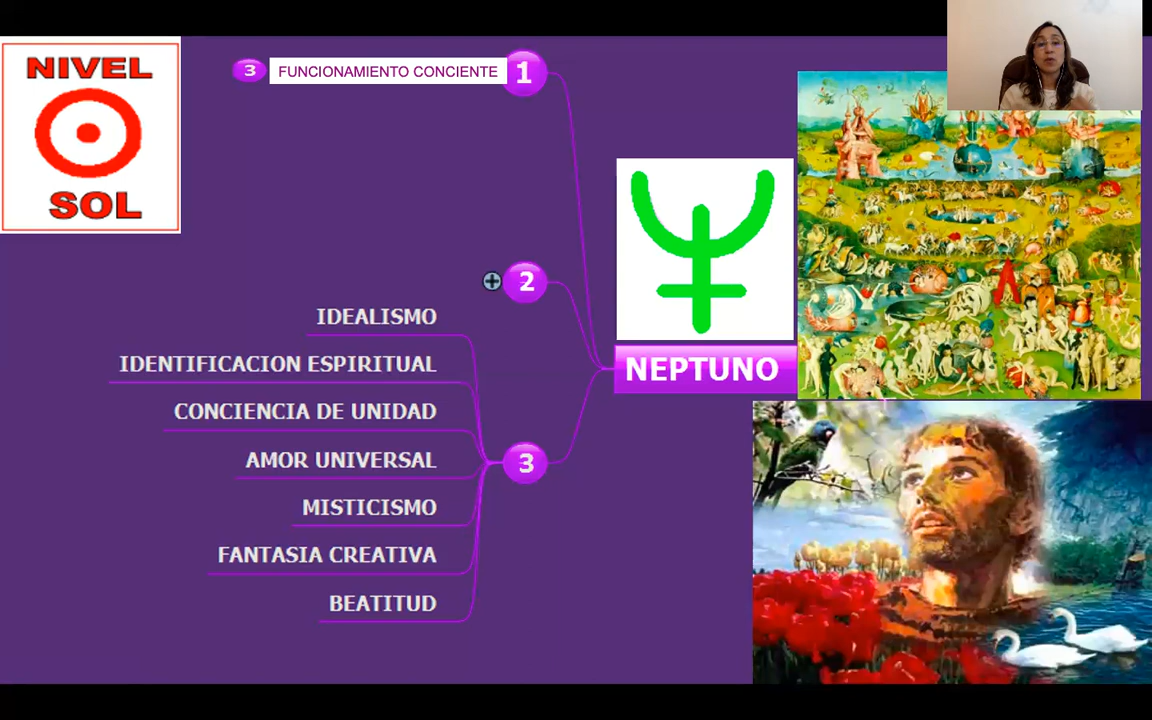 NIVEL
SOL
3 FUNCIONAMIENTO CONCIENTE 1
2
NEPTUNO
3
IDEALISMO
IDENTIFICACION ESPIRITUAL
CONCIENCIA DE UNIDAD
AMOR UNIVERSAL
MISTICISMO
FANTASIA CREATIVA
BEATITUD